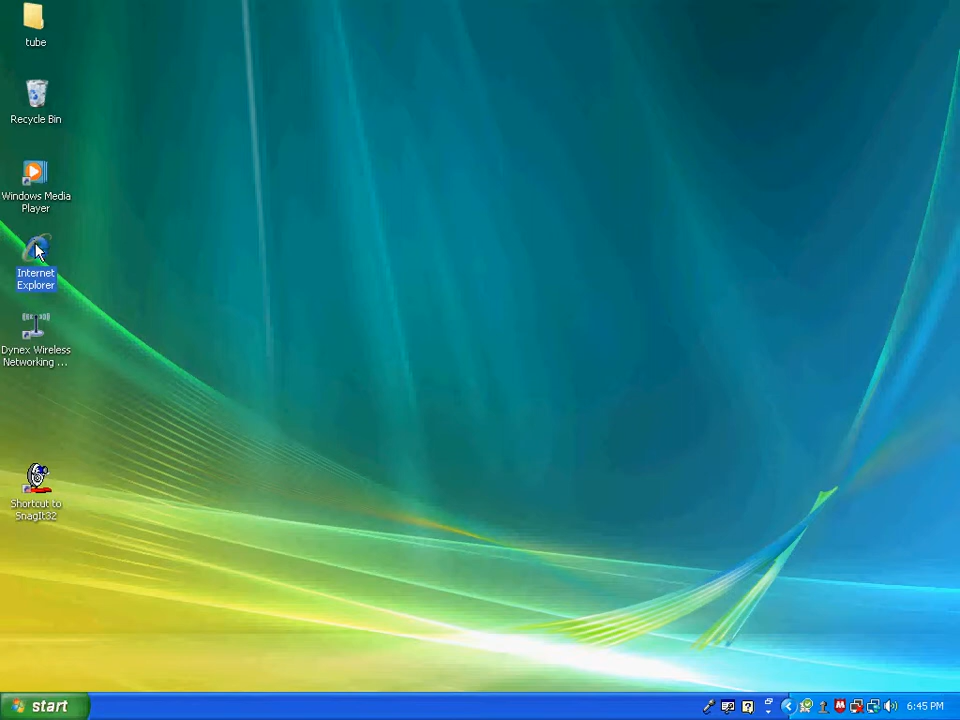 tube
Recycle Bin
Windows Media
Player
Internet
Explorer
Dynex Wireless
Networking ...
Shortcut to
SnagIt32
start
6:45 PM